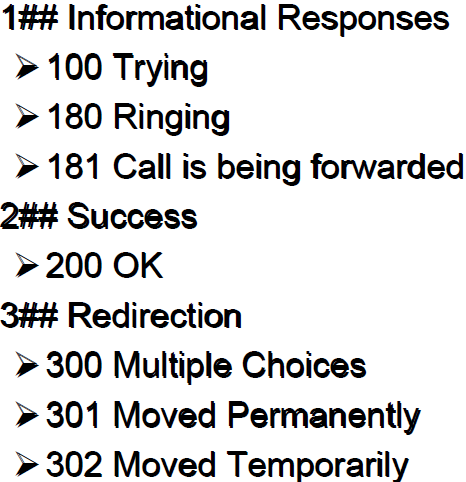 1## Informational Responses
➢ 100 Trying
➢ 180 Ringing
➢ 181 Call is being forwarded
2## Success
➢ 200 OK
3## Redirection
➢ 300 Multiple Choices
➢ 301 Moved Permanently
➢ 302 Moved Temporarily